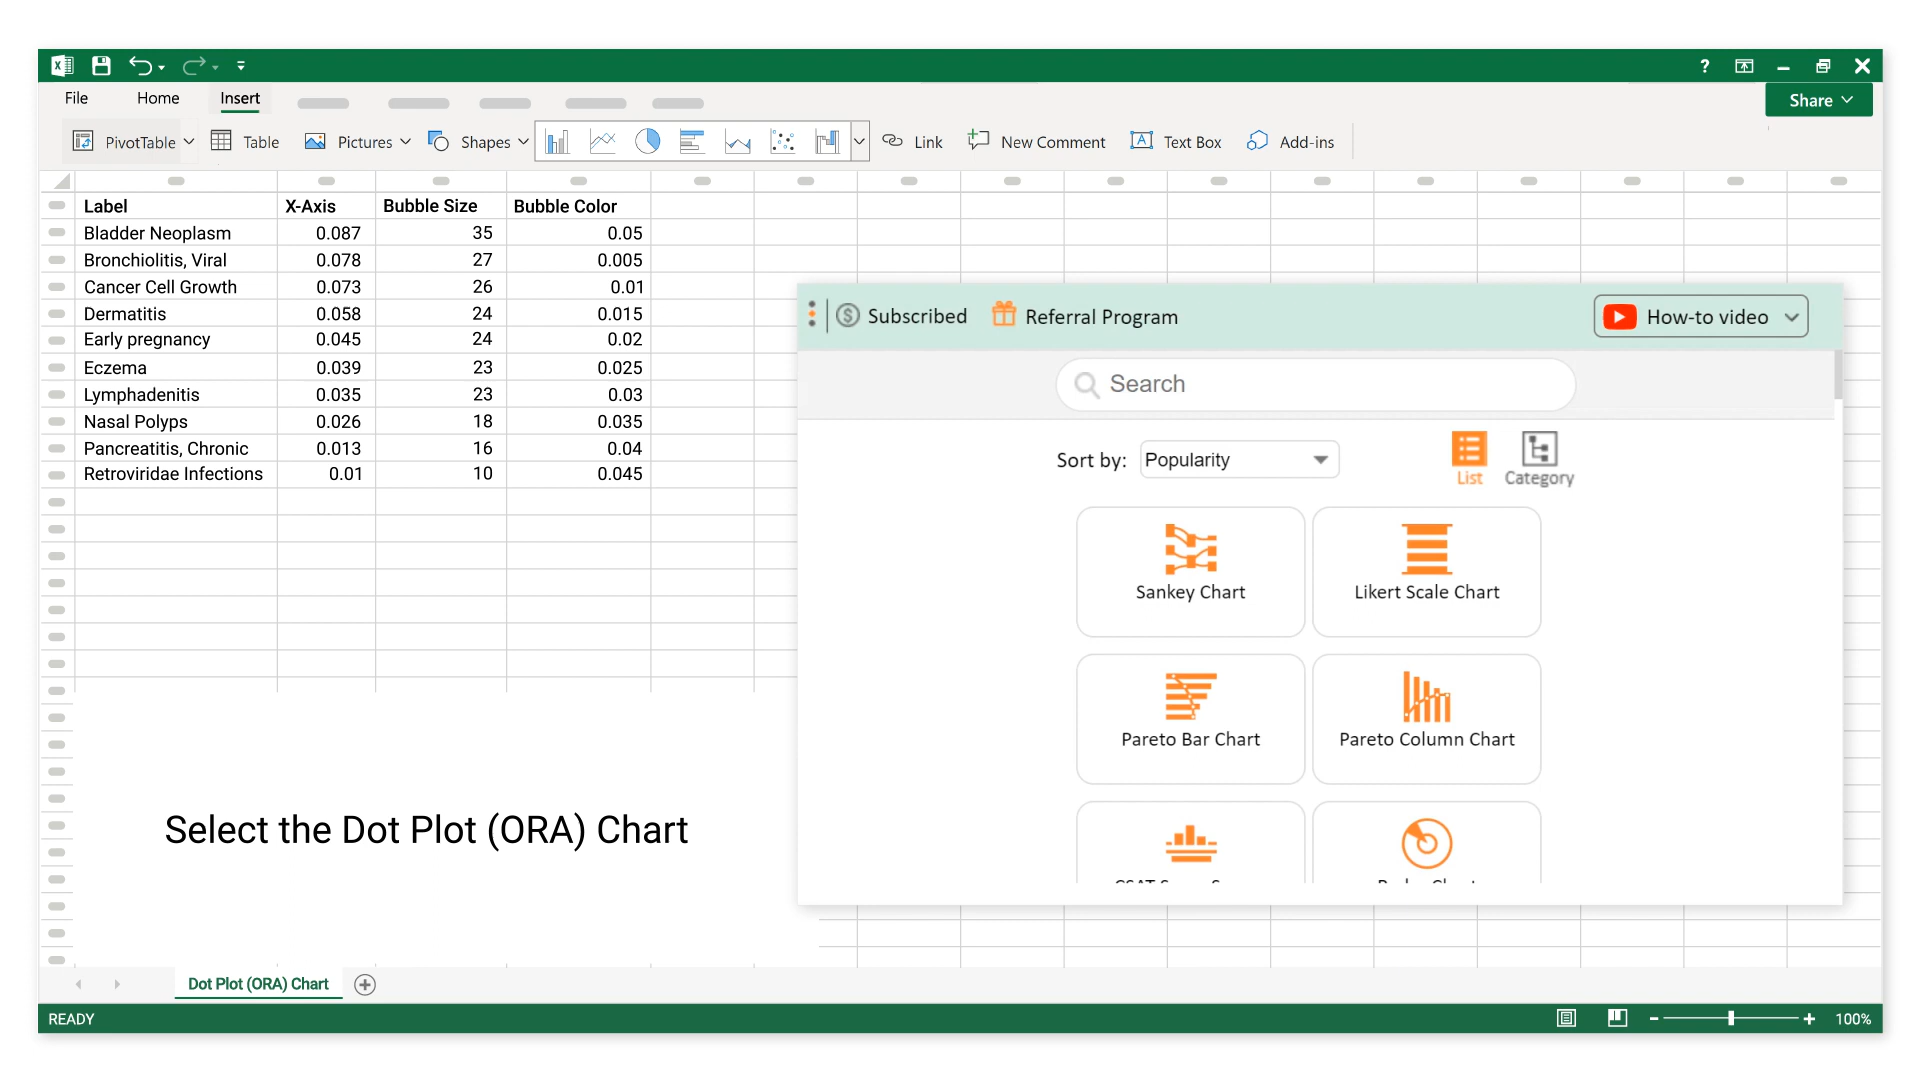 File Home Insert Share
PivotTable Table Pictures Shapes Link New Comment Text Box Add-ins
Label X-Axis Bubble Size Bubble Color
Bladder Neoplasm 0.087 35 0.05
Bronchiolitis, Viral 0.078 27 0.005
Cancer Cell Growth 0.073 26 0.01
Dermatitis 0.058 24 0.015
Early pregnancy 0.045 24 0.02
Eczema 0.039 23 0.025
Lymphadenitis 0.035 23 0.03
Nasal Polyps 0.026 18 0.035
Pancreatitis, Chronic 0.013 16 0.04
Retroviridae Infections 0.01 10 0.045
Subscribed Referral Program How-to video
Search
Sort by: Popularity List Category
Sankey Chart Likert Scale Chart
Pareto Bar Chart Pareto Column Chart
Select the Dot Plot (ORA) Chart
Dot Plot (ORA) Chart
READY 100%